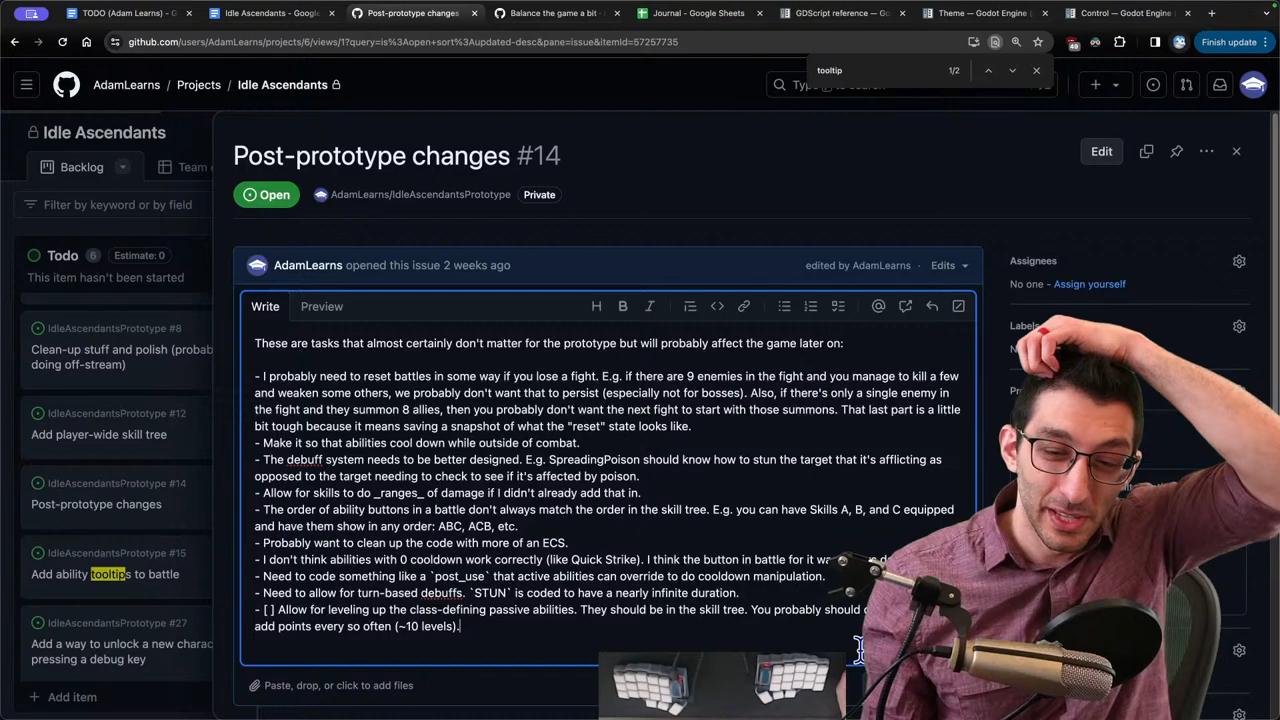 TODO (Adam Learns) - G
Idle Ascendants - Google
Post-prototype changes
Balance the game a bit -
Journal - Google Sheets
GDScript reference — Go
Theme — Godot Engine (
Control — Godot Engine (
github.com/users/AdamLearns/projects/6/views/1?query=is%3Aopen+sort%3Aupdated-desc&pane=issue&itemId=57257735
49
Finish update
tooltip
1/2
AdamLearns / Projects / Idle Ascendants
Idle Ascendants
Backlog
Team
Filter by keyword or by field
Todo 6 Estimate: 0
This item hasn't been started
IdleAscendantsPrototype #8
Clean-up stuff and polish (probab
doing off-stream)
IdleAscendantsPrototype #12
Add player-wide skill tree
IdleAscendantsPrototype #14
Post-prototype changes
IdleAscendantsPrototype #15
Add ability tooltips to battle
IdleAscendantsPrototype #27
Add a way to unlock a new charac
pressing a debug key
Add item
Post-prototype changes #14
Edit
Open
AdamLearns/IdleAscendantsPrototype
Private
AdamLearns opened this issue 2 weeks ago
edited by AdamLearns · Edits
Write
Preview
These are tasks that almost certainly don't matter for the prototype but will probably affect the game later on:
- I probably need to reset battles in some way if you lose a fight. E.g. if there are 9 enemies in the fight and you manage to kill a few
and weaken some others, we probably don't want that to persist (especially not for bosses). Also, if there's only a single enemy in
the fight and they summon 8 allies, then you probably don't want the next fight to start with those summons. That last part is a little
bit tough because it means saving a snapshot of what the "reset" state looks like.
- Make it so that abilities cool down while outside of combat.
- The debuff system needs to be better designed. E.g. SpreadingPoison should know how to stun the target that it's afflicting as
opposed to the target needing to check to see if it's affected by poison.
- Allow for skills to do _ranges_ of damage if I didn't already add that in.
- The order of ability buttons in a battle don't always match the order in the skill tree. E.g. you can have Skills A, B, and C equipped
and have them show in any order: ABC, ACB, etc.
- Probably want to clean up the code with more of an ECS.
- I don't think abilities with 0 cooldown work correctly (like Quick Strike). I think the button in battle for it wa
- Need to code something like a `post_use` that active abilities can override to do cooldown manipulation.
- Need to allow for turn-based debuffs. `STUN` is coded to have a nearly infinite duration.
- [ ] Allow for leveling up the class-defining passive abilities. They should be in the skill tree. You probably should
add points every so often (~10 levels).
Paste, drop, or click to add files
Assignees
No one - Assign yourself
Labels